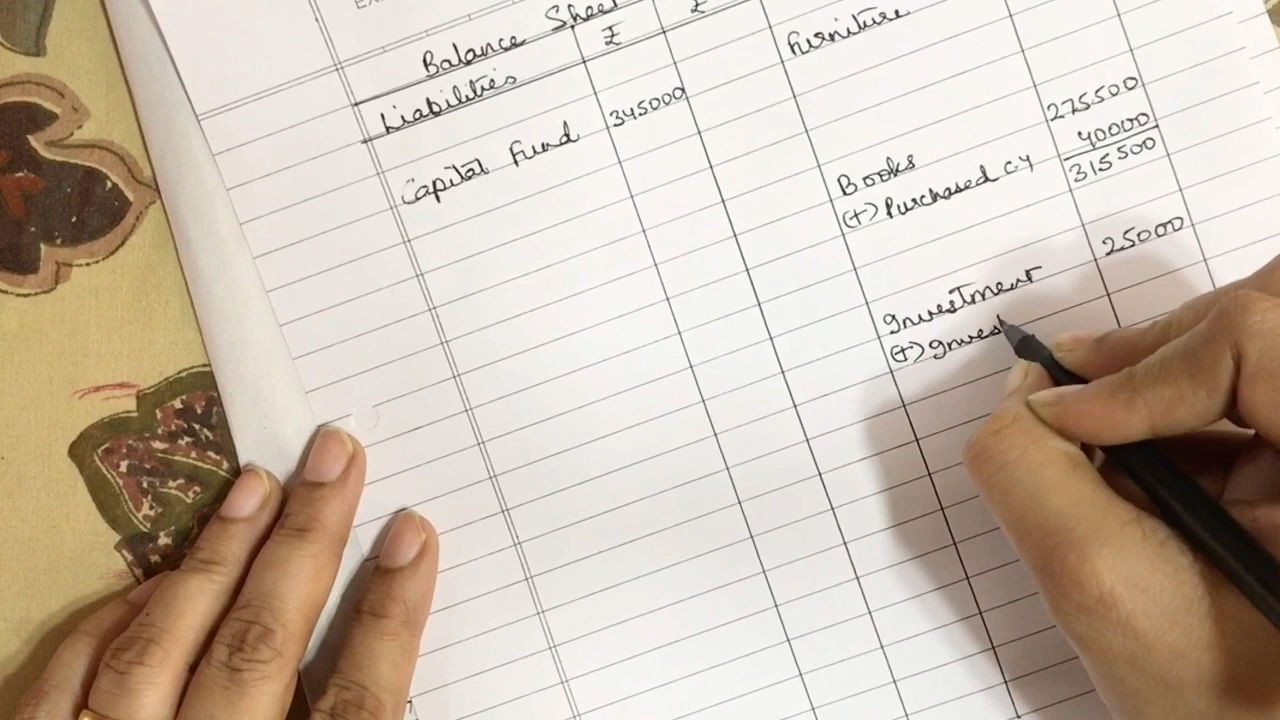 Balance Sheet
Liabilities ₹ ₹
Capital Fund 345000
Furniture
275500
Books 40000
(+) Purchased C.Y 315500
25000
Investment
(+) Invest